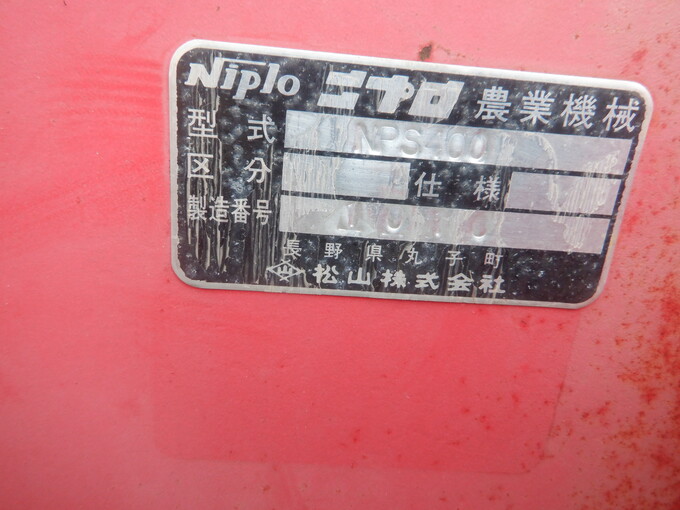 Niplo ニプロ 農業機械
型式 NPS400
区分 仕様
製造番号
長野県丸子町
松山株式会社